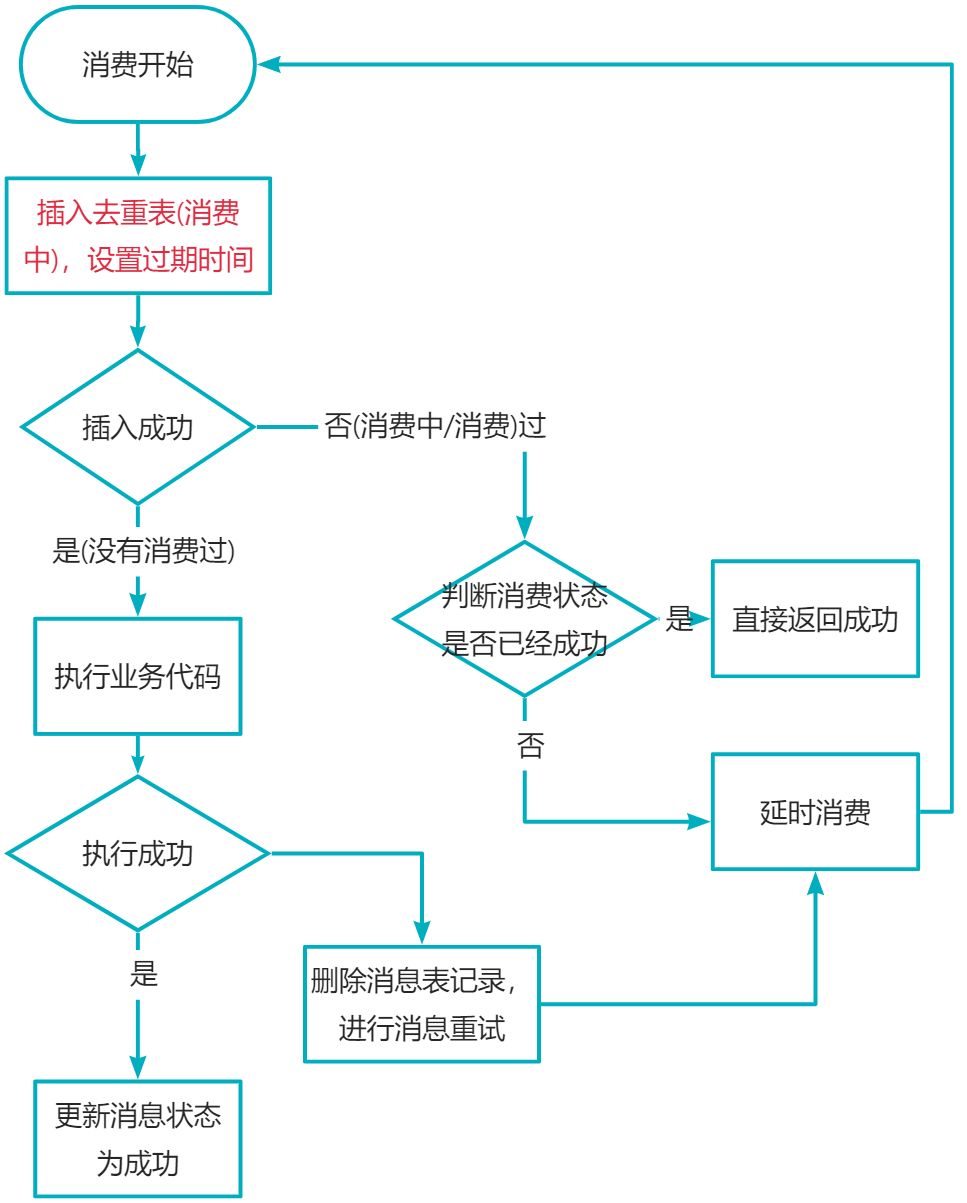 消费开始
插入去重表(消费
中)，设置过期时间
插入成功
否(消费中/消费)过
是(没有消费过)
判断消费状态
是否已经成功
是
直接返回成功
执行业务代码
否
延时消费
执行成功
是
删除消息表记录，
进行消息重试
更新消息状态
为成功